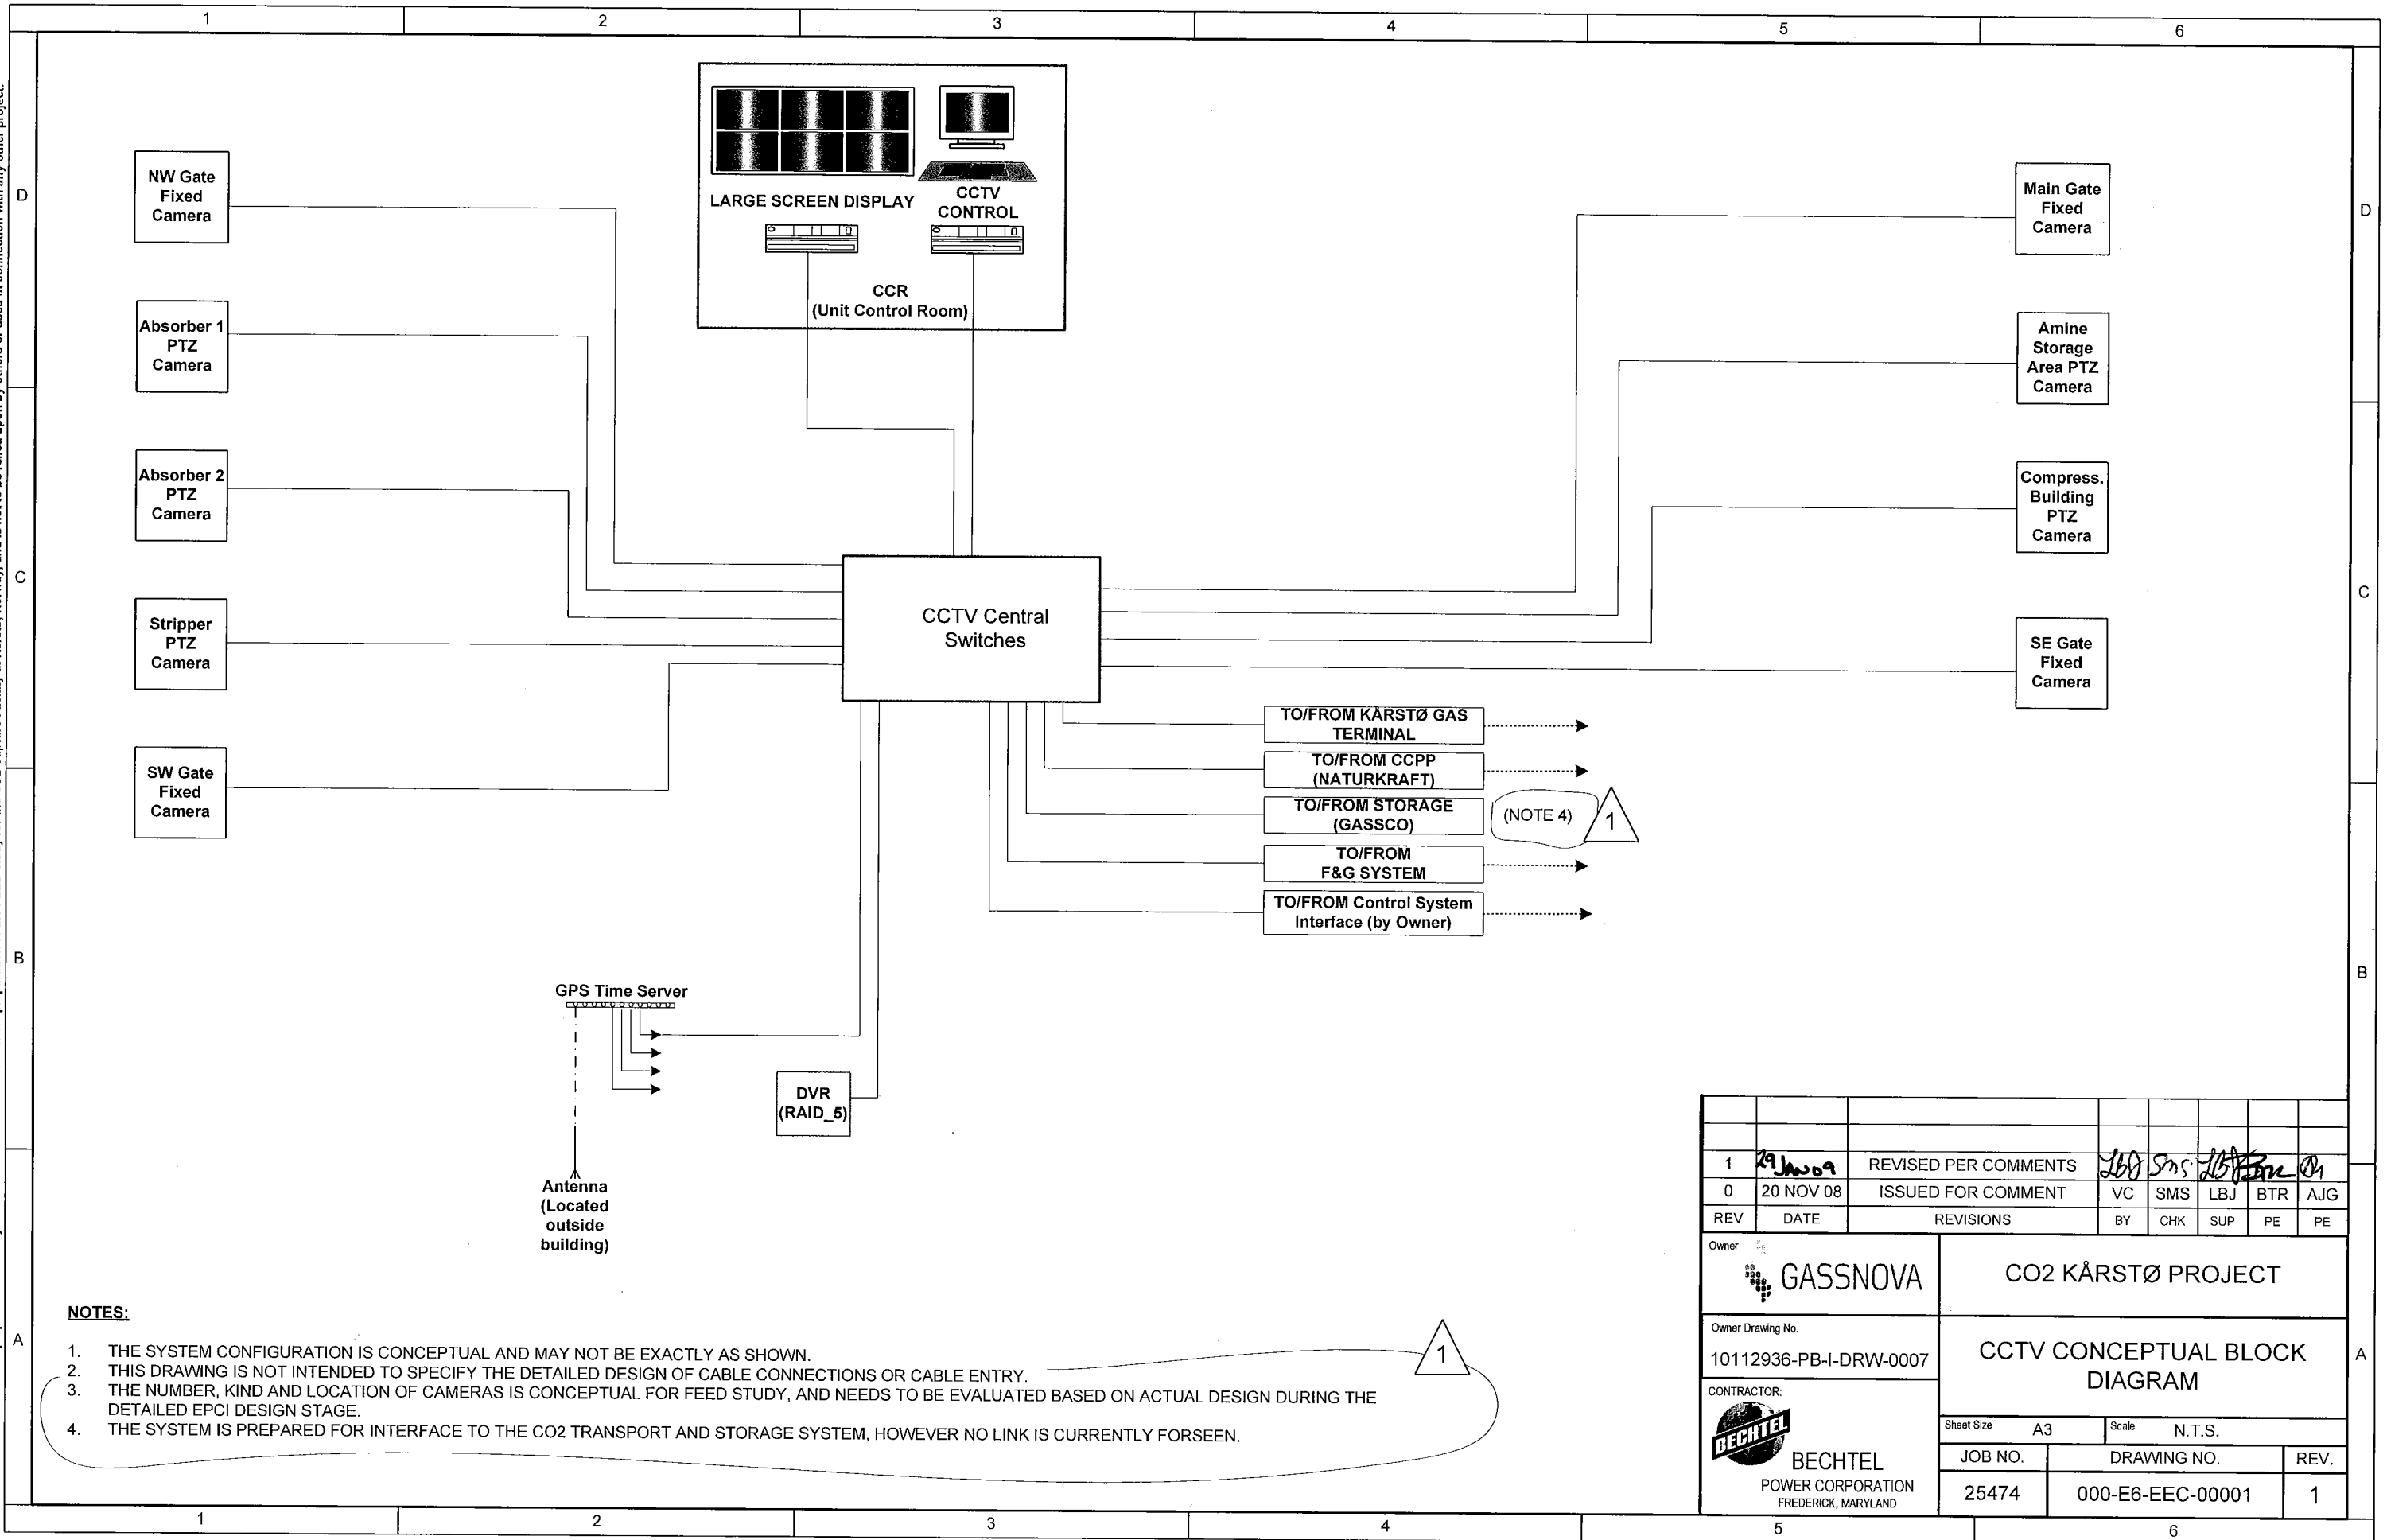 1 2 3 4 5 6
D
C
B
A
D
C
B
A
NW Gate
Fixed
Camera
Absorber 1
PTZ
Camera
Absorber 2
PTZ
Camera
Stripper
PTZ
Camera
SW Gate
Fixed
Camera
LARGE SCREEN DISPLAY
CCTV
CONTROL
CCR
(Unit Control Room)
Main Gate
Fixed
Camera
Amine
Storage
Area PTZ
Camera
Compress.
Building
PTZ
Camera
SE Gate
Fixed
Camera
CCTV Central
Switches
TO/FROM KÅRSTØ GAS
TERMINAL
TO/FROM CCPP
(NATURKRAFT)
TO/FROM STORAGE
(GASSCO)
(NOTE 4)
1
TO/FROM
F&G SYSTEM
TO/FROM Control System
Interface (by Owner)
GPS Time Server
DVR
(RAID_5)
Antenna
(Located
outside
building)
NOTES:
1. THE SYSTEM CONFIGURATION IS CONCEPTUAL AND MAY NOT BE EXACTLY AS SHOWN.
2. THIS DRAWING IS NOT INTENDED TO SPECIFY THE DETAILED DESIGN OF CABLE CONNECTIONS OR CABLE ENTRY.
3. THE NUMBER, KIND AND LOCATION OF CAMERAS IS CONCEPTUAL FOR FEED STUDY, AND NEEDS TO BE EVALUATED BASED ON ACTUAL DESIGN DURING THE
DETAILED EPCI DESIGN STAGE.
4. THE SYSTEM IS PREPARED FOR INTERFACE TO THE CO2 TRANSPORT AND STORAGE SYSTEM, HOWEVER NO LINK IS CURRENTLY FORSEEN.
1
1 29 JAN 09 REVISED PER COMMENTS LBJ SMS LBJ
0 20 NOV 08 ISSUED FOR COMMENT VC SMS LBJ BTR AJG
REV DATE REVISIONS BY CHK SUP PE PE
Owner
GASSNOVA
CO2 KÅRSTØ PROJECT
Owner Drawing No.
10112936-PB-I-DRW-0007
CCTV CONCEPTUAL BLOCK
DIAGRAM
CONTRACTOR:
BECHTEL
BECHTEL
POWER CORPORATION
FREDERICK, MARYLAND
Sheet Size A3 Scale N.T.S.
JOB NO. DRAWING NO. REV.
25474 000-E6-EEC-00001 1
1 2 3 4 5 6